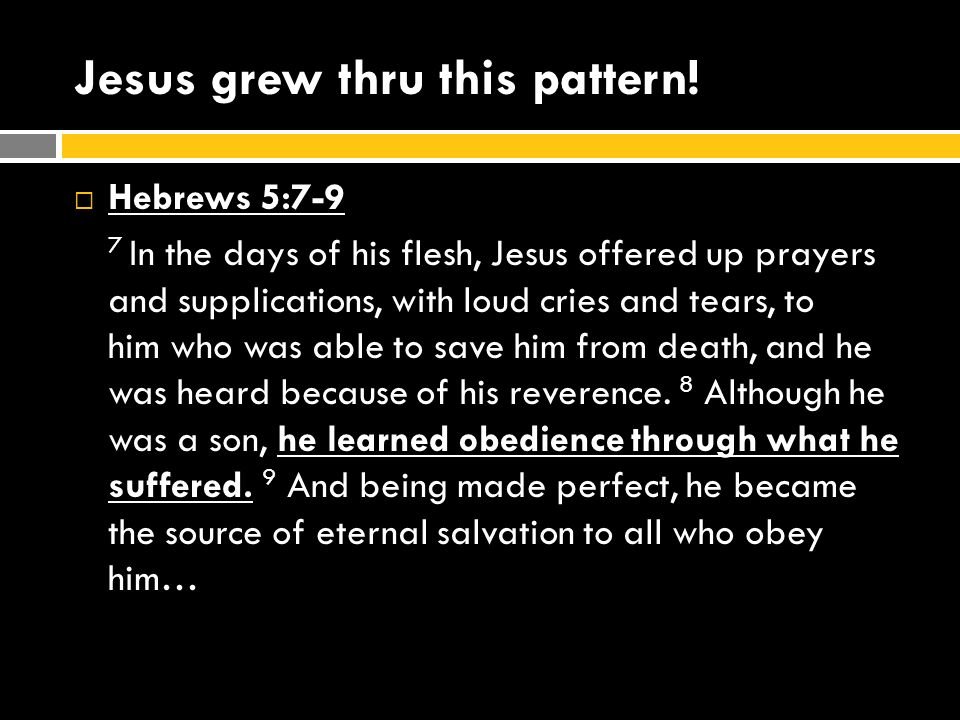 Jesus grew thru this pattern!
Hebrews 5:7-9
7 In the days of his flesh, Jesus offered up prayers
and supplications, with loud cries and tears, to
him who was able to save him from death, and he
was heard because of his reverence. 8 Although he
was a son, he learned obedience through what he
suffered. 9 And being made perfect, he became
the source of eternal salvation to all who obey
him…